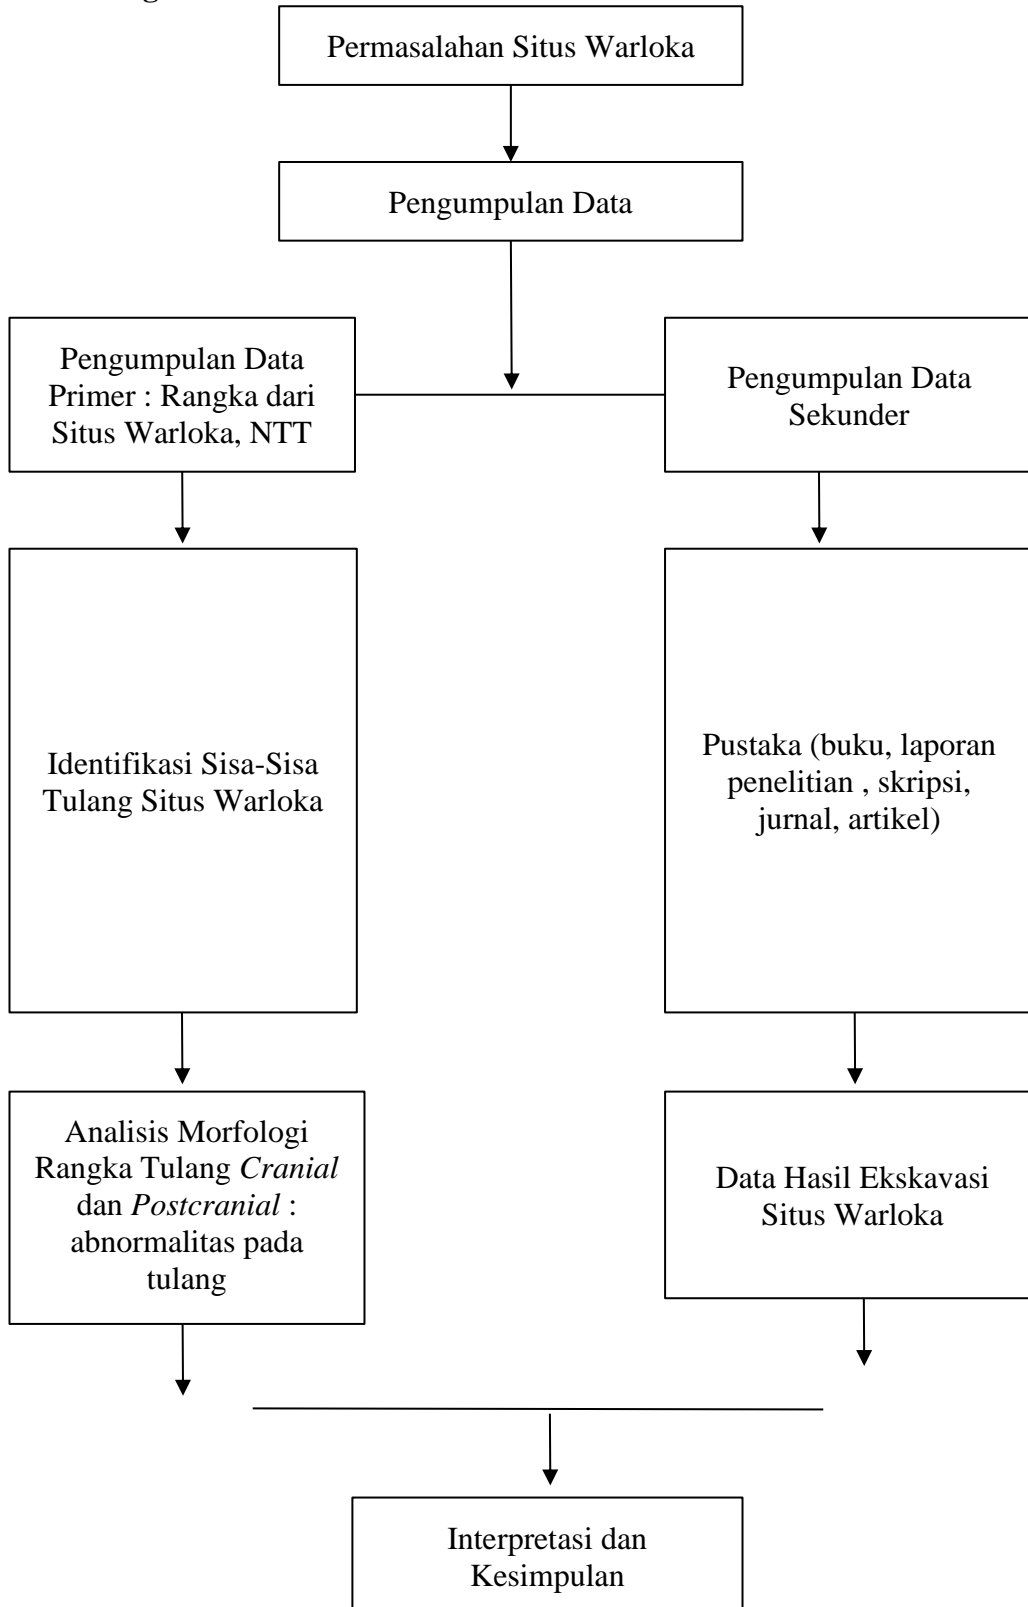 Permasalahan Situs Warloka
Pengumpulan Data
Pengumpulan Data
Primer : Rangka dari
Situs Warloka, NTT
Pengumpulan Data
Sekunder
Identifikasi Sisa-Sisa
Tulang Situs Warloka
Pustaka (buku, laporan
penelitian , skripsi,
jurnal, artikel)
Analisis Morfologi
Rangka Tulang Cranial
dan Postcranial :
abnormalitas pada
tulang
Data Hasil Ekskavasi
Situs Warloka
Interpretasi dan
Kesimpulan